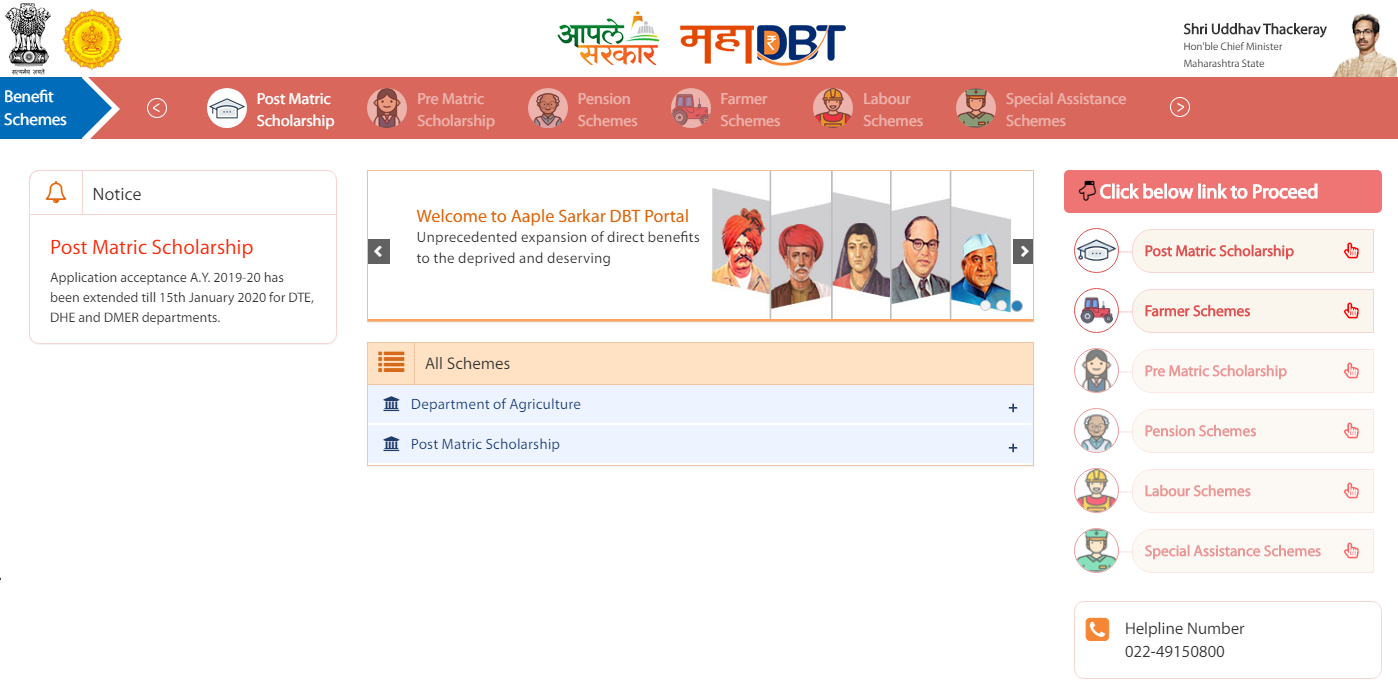 सत्यमेव जयते
आपले
सरकार
महाDBT
Shri Uddhav Thackeray
Hon'ble Chief Minister
Maharashtra State
Benefit
Schemes
Post Matric
Scholarship
Pre Matric
Scholarship
Pension
Schemes
Farmer
Schemes
Labour
Schemes
Special Assistance
Schemes
Notice
Post Matric Scholarship
Application acceptance A.Y. 2019-20 has
been extended till 15th January 2020 for DTE,
DHE and DMER departments.
Welcome to Aaple Sarkar DBT Portal
Unprecedented expansion of direct benefits
to the deprived and deserving
All Schemes
Department of Agriculture +
Post Matric Scholarship +
Click below link to Proceed
Post Matric Scholarship
Farmer Schemes
Pre Matric Scholarship
Pension Schemes
Labour Schemes
Special Assistance Schemes
Helpline Number
022-49150800